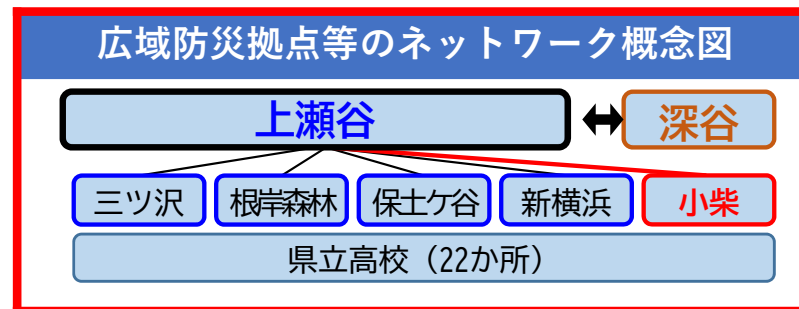 広域防災拠点等のネットワーク概念図
上瀬谷
深谷
三ツ沢
根岸森林
保土ケ谷
新横浜
小柴
県立高校（22か所）